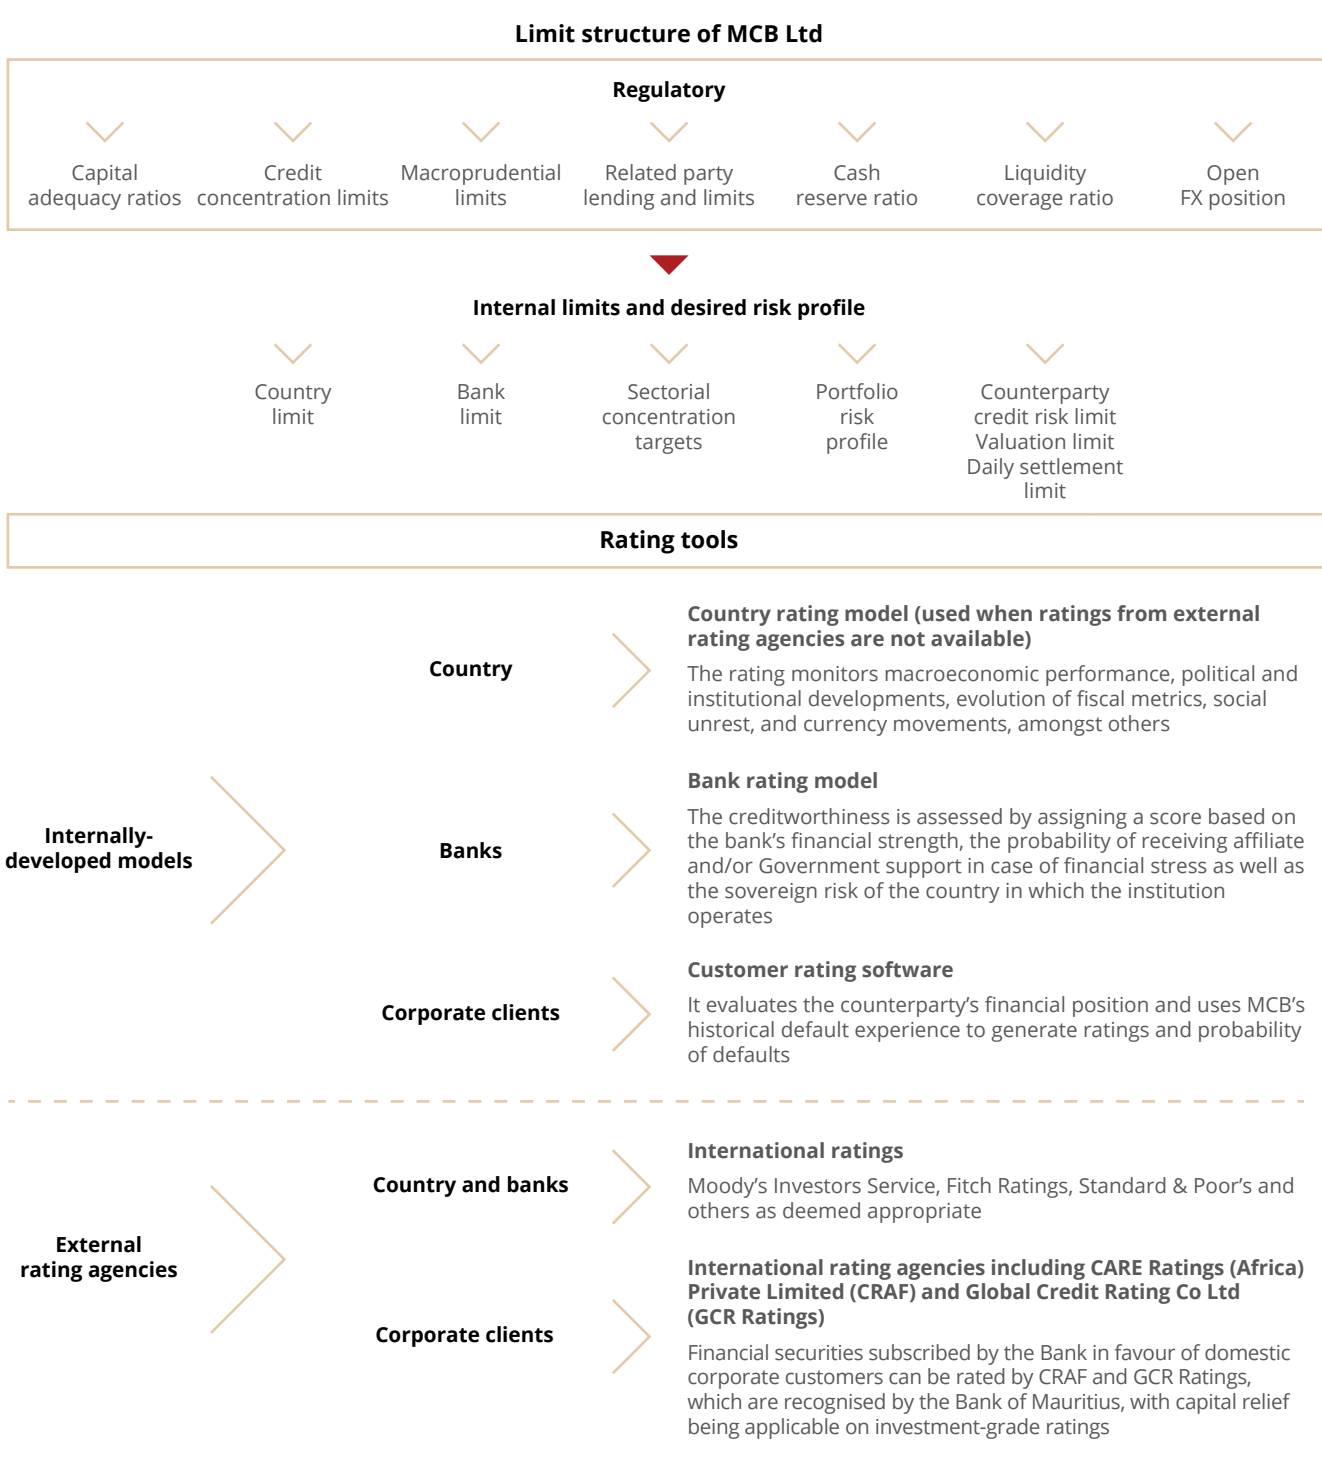 Limit structure of MCB Ltd
Regulatory
Capital
adequacy ratios
Credit
concentration limits
Macroprudential
limits
Related party
lending and limits
Cash
reserve ratio
Liquidity
coverage ratio
Open
FX position
Internal limits and desired risk profile
Country
limit
Bank
limit
Sectorial
concentration
targets
Portfolio
risk
profile
Counterparty
credit risk limit
Valuation limit
Daily settlement
limit
Rating tools
Internally-
developed models
Country
Country rating model (used when ratings from external
rating agencies are not available)
The rating monitors macroeconomic performance, political and
institutional developments, evolution of fiscal metrics, social
unrest, and currency movements, amongst others
Banks
Bank rating model
The creditworthiness is assessed by assigning a score based on
the bank's financial strength, the probability of receiving affiliate
and/or Government support in case of financial stress as well as
the sovereign risk of the country in which the institution
operates
Corporate clients
Customer rating software
It evaluates the counterparty's financial position and uses MCB's
historical default experience to generate ratings and probability
of defaults
External
rating agencies
Country and banks
International ratings
Moody's Investors Service, Fitch Ratings, Standard & Poor's and
others as deemed appropriate
Corporate clients
International rating agencies including CARE Ratings (Africa)
Private Limited (CRAF) and Global Credit Rating Co Ltd
(GCR Ratings)
Financial securities subscribed by the Bank in favour of domestic
corporate customers can be rated by CRAF and GCR Ratings,
which are recognised by the Bank of Mauritius, with capital relief
being applicable on investment-grade ratings